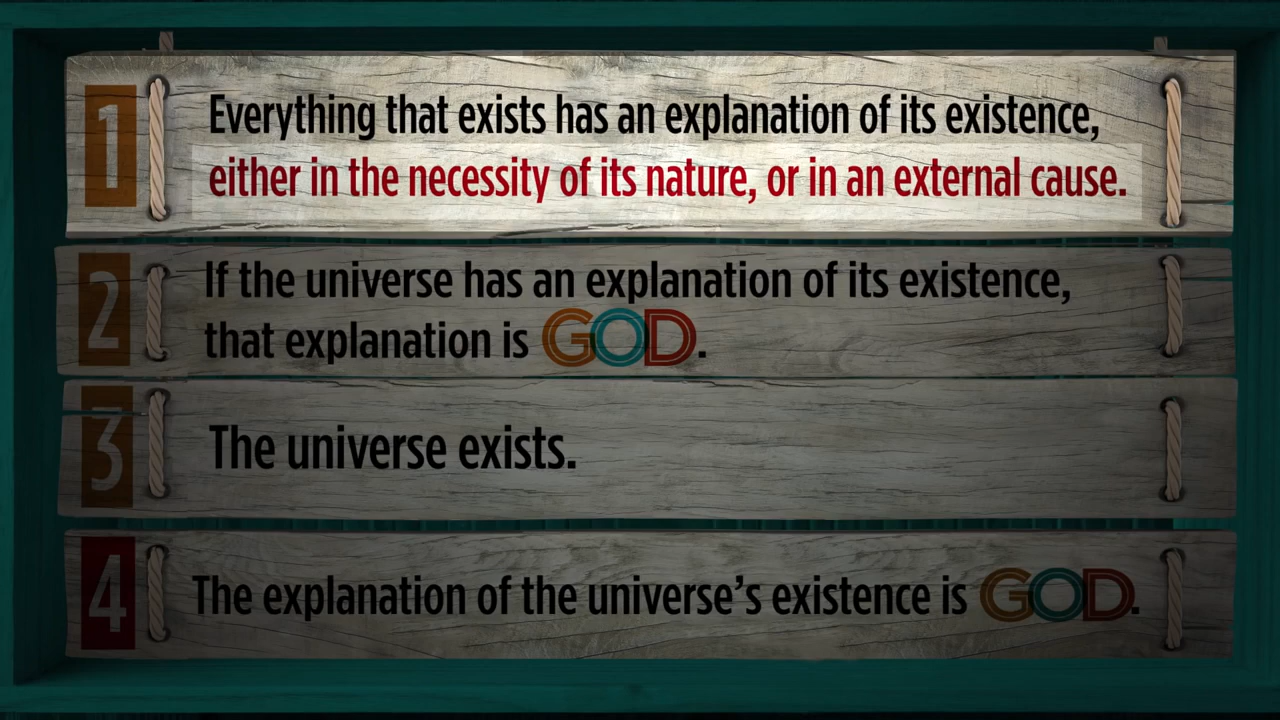 1
Everything that exists has an explanation of its existence,
either in the necessity of its nature, or in an external cause.
2
If the universe has an explanation of its existence,
that explanation is GOD.
3
The universe exists.
4
The explanation of the universe’s existence is GOD.